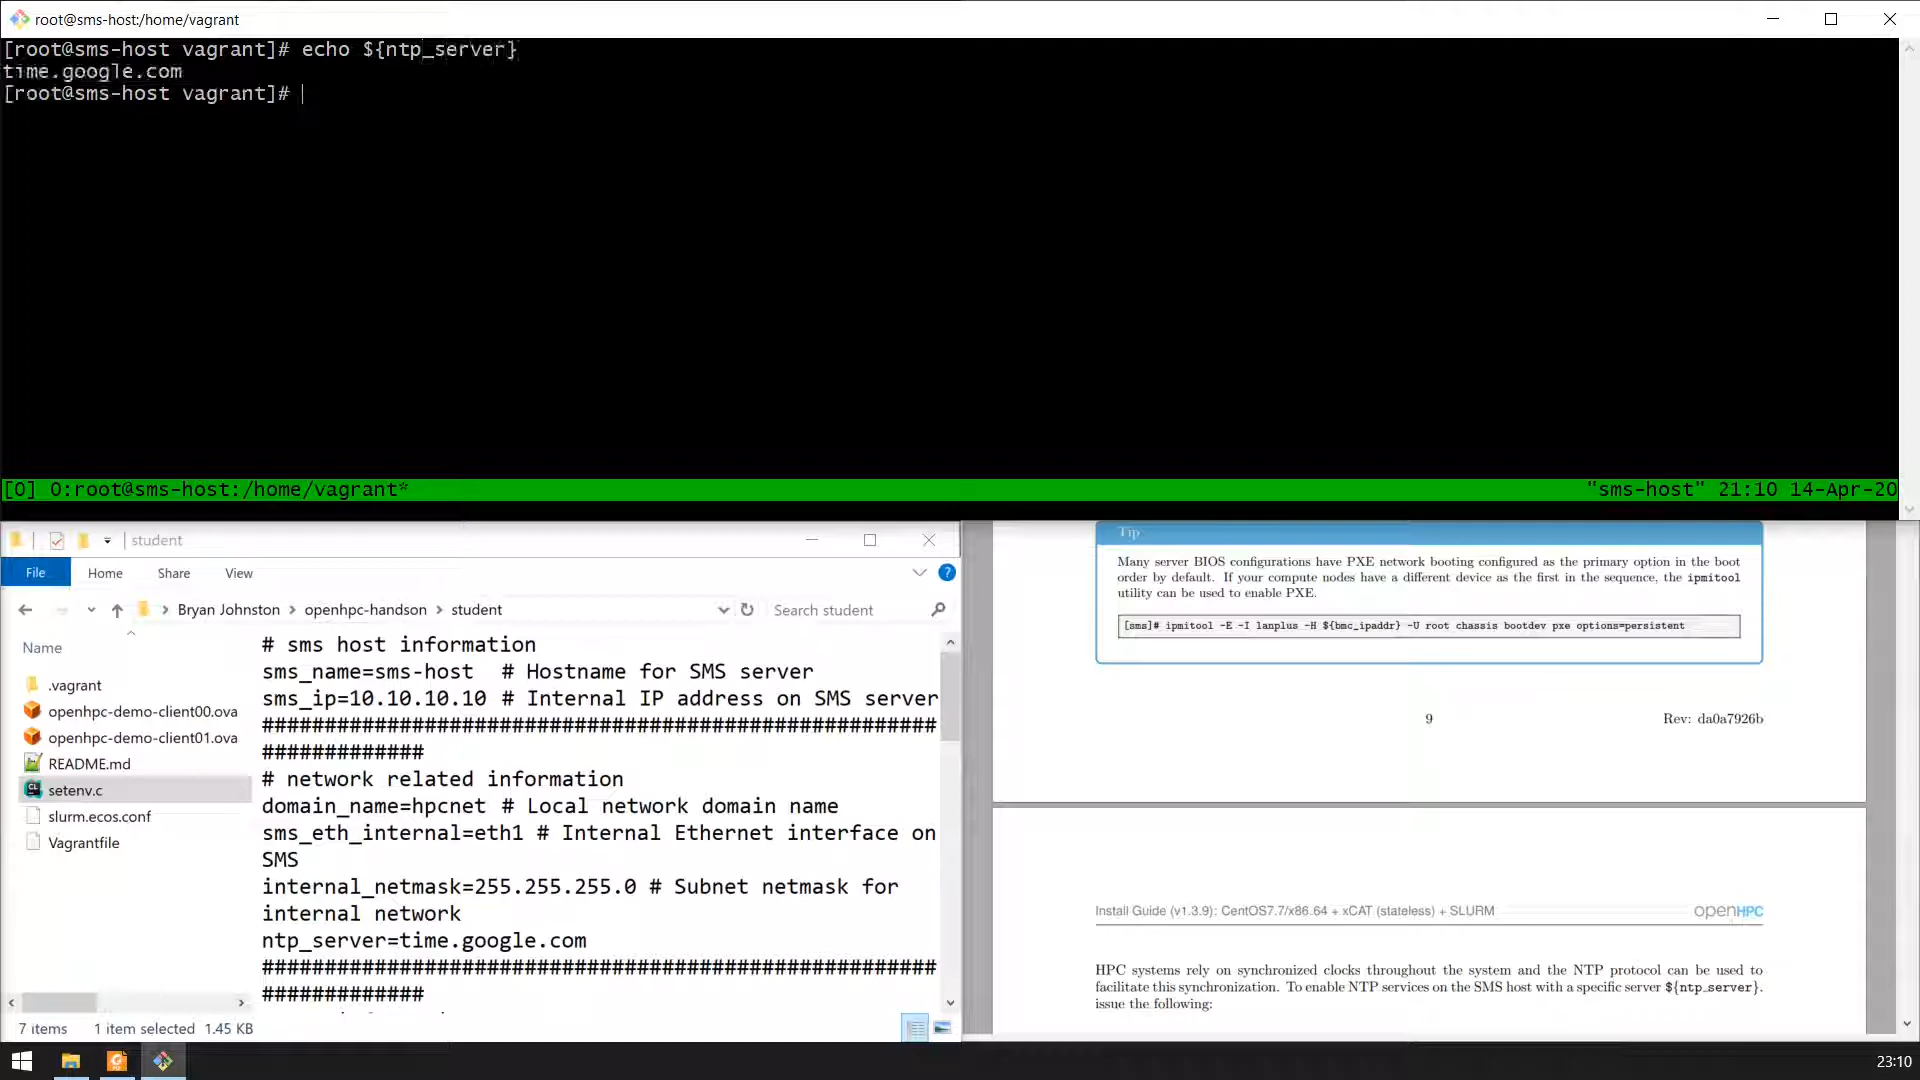 root@sms-host:/home/vagrant
[root@sms-host vagrant]# echo ${ntp_server}
time.google.com
[root@sms-host vagrant]#
[0] 0:root@sms-host:/home/vagrant* "sms-host" 21:10 14-Apr-20
student
File Home Share View
Bryan Johnston > openhpc-handson > student
Search student
Name
.vagrant
openhpc-demo-client00.ova
openhpc-demo-client01.ova
README.md
setenv.c
slurm.ecos.conf
Vagrantfile
# sms host information
sms_name=sms-host # Hostname for SMS server
sms_ip=10.10.10.10 # Internal IP address on SMS server
######################################################
#############
# network related information
domain_name=hpcnet # Local network domain name
sms_eth_internal=eth1 # Internal Ethernet interface on
SMS
internal_netmask=255.255.255.0 # Subnet netmask for
internal network
ntp_server=time.google.com
######################################################
#############
7 items 1 item selected 1.45 KB
Tip
Many server BIOS configurations have PXE network booting configured as the primary option in the boot
order by default. If your compute nodes have a different device as the first in the sequence, the ipmitool
utility can be used to enable PXE.
[sms]# ipmitool -E -I lanplus -H ${bmc_ipaddr} -U root chassis bootdev pxe options=persistent
9 Rev: da0a7926b
Install Guide (v1.3.9): CentOS7.7/x86.64 + xCAT (stateless) + SLURM openHPC
HPC systems rely on synchronized clocks throughout the system and the NTP protocol can be used to
facilitate this synchronization. To enable NTP services on the SMS host with a specific server ${ntp_server}.
issue the following:
23:10